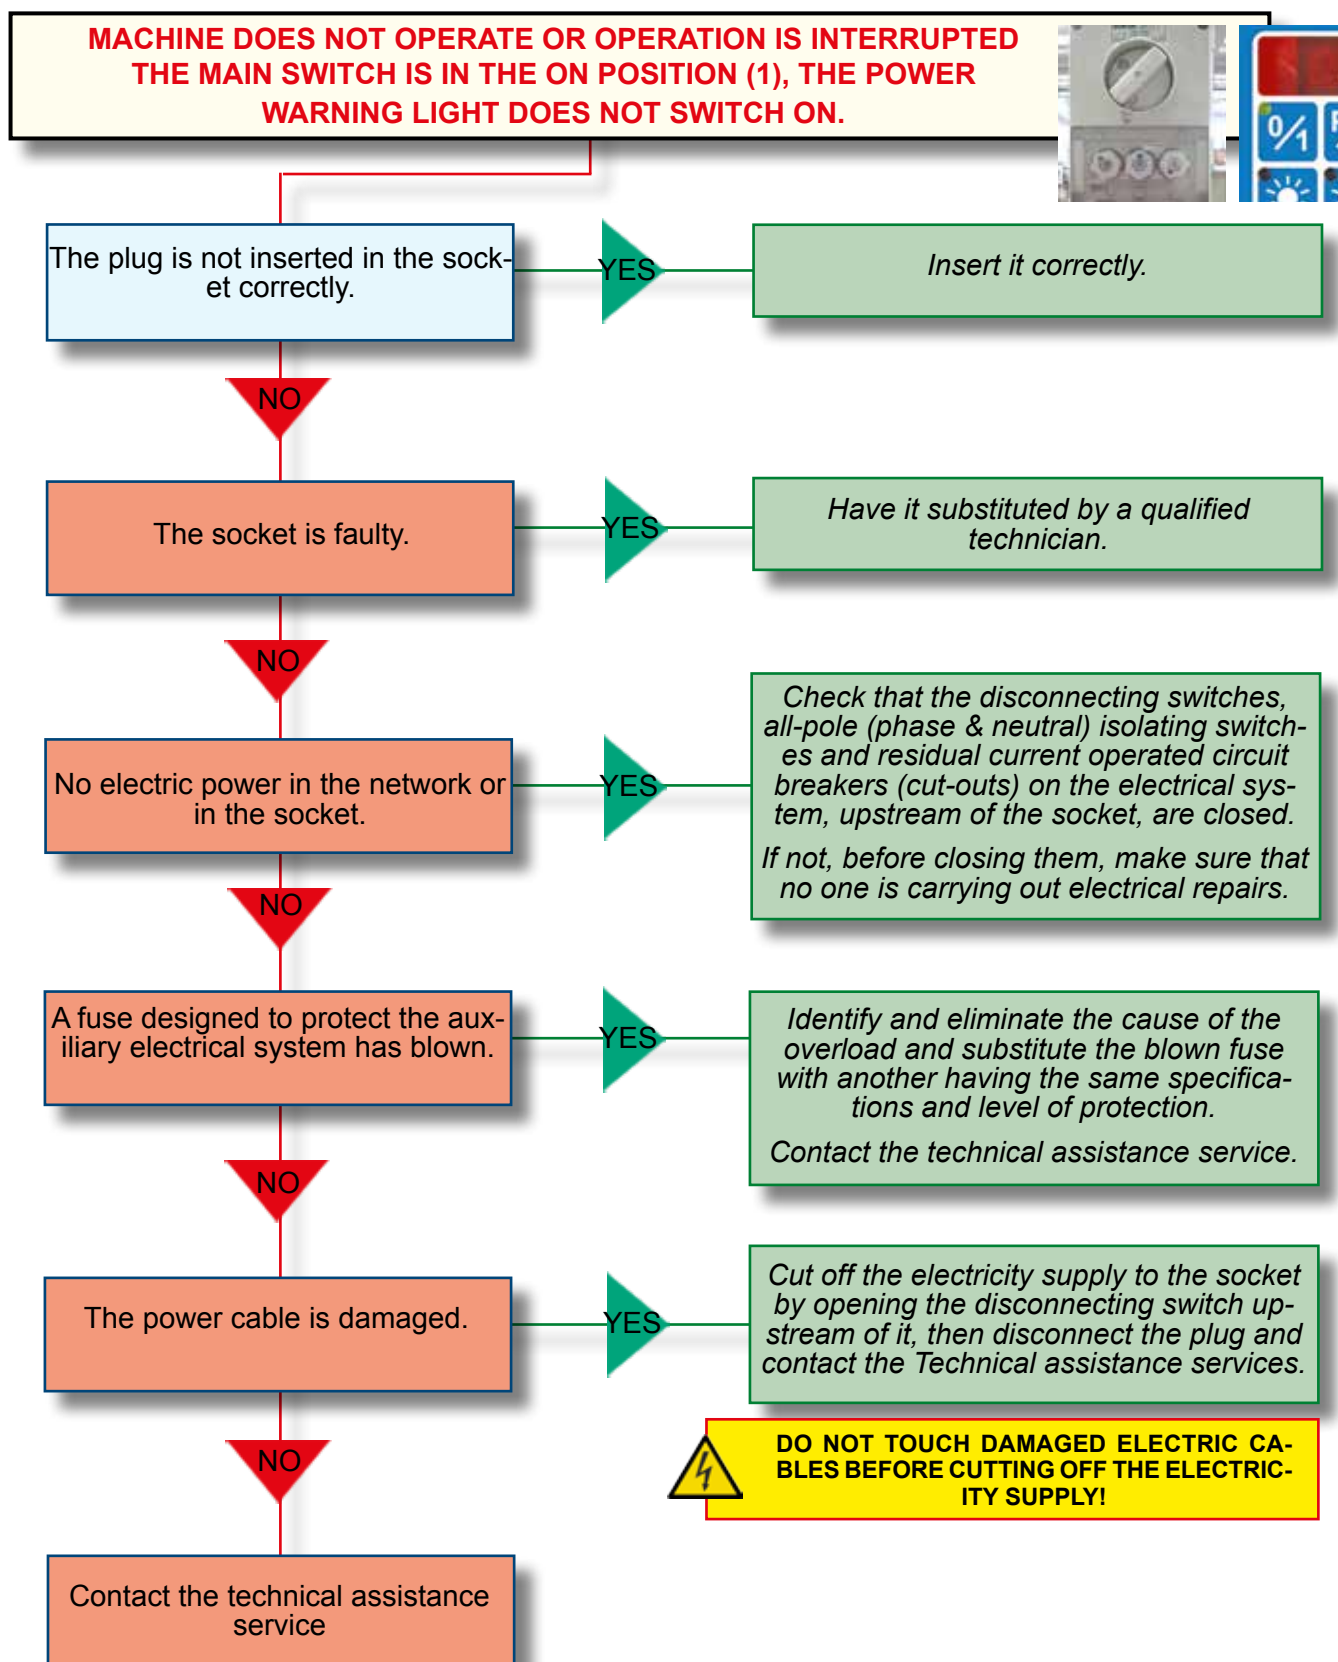 MACHINE DOES NOT OPERATE OR OPERATION IS INTERRUPTED
THE MAIN SWITCH IS IN THE ON POSITION (1), THE POWER
WARNING LIGHT DOES NOT SWITCH ON.
0/1
The plug is not inserted in the sock-
et correctly.
YES
Insert it correctly.
NO
The socket is faulty.
YES
Have it substituted by a qualified
technician.
NO
No electric power in the network or
in the socket.
YES
Check that the disconnecting switches,
all-pole (phase & neutral) isolating switch-
es and residual current operated circuit
breakers (cut-outs) on the electrical sys-
tem, upstream of the socket, are closed.
If not, before closing them, make sure that
no one is carrying out electrical repairs.
NO
A fuse designed to protect the aux-
iliary electrical system has blown.
YES
Identify and eliminate the cause of the
overload and substitute the blown fuse
with another having the same specifica-
tions and level of protection.
Contact the technical assistance service.
NO
The power cable is damaged.
YES
Cut off the electricity supply to the socket
by opening the disconnecting switch up-
stream of it, then disconnect the plug and
contact the Technical assistance services.
DO NOT TOUCH DAMAGED ELECTRIC CA-
BLES BEFORE CUTTING OFF THE ELECTRIC-
ITY SUPPLY!
NO
Contact the technical assistance
service